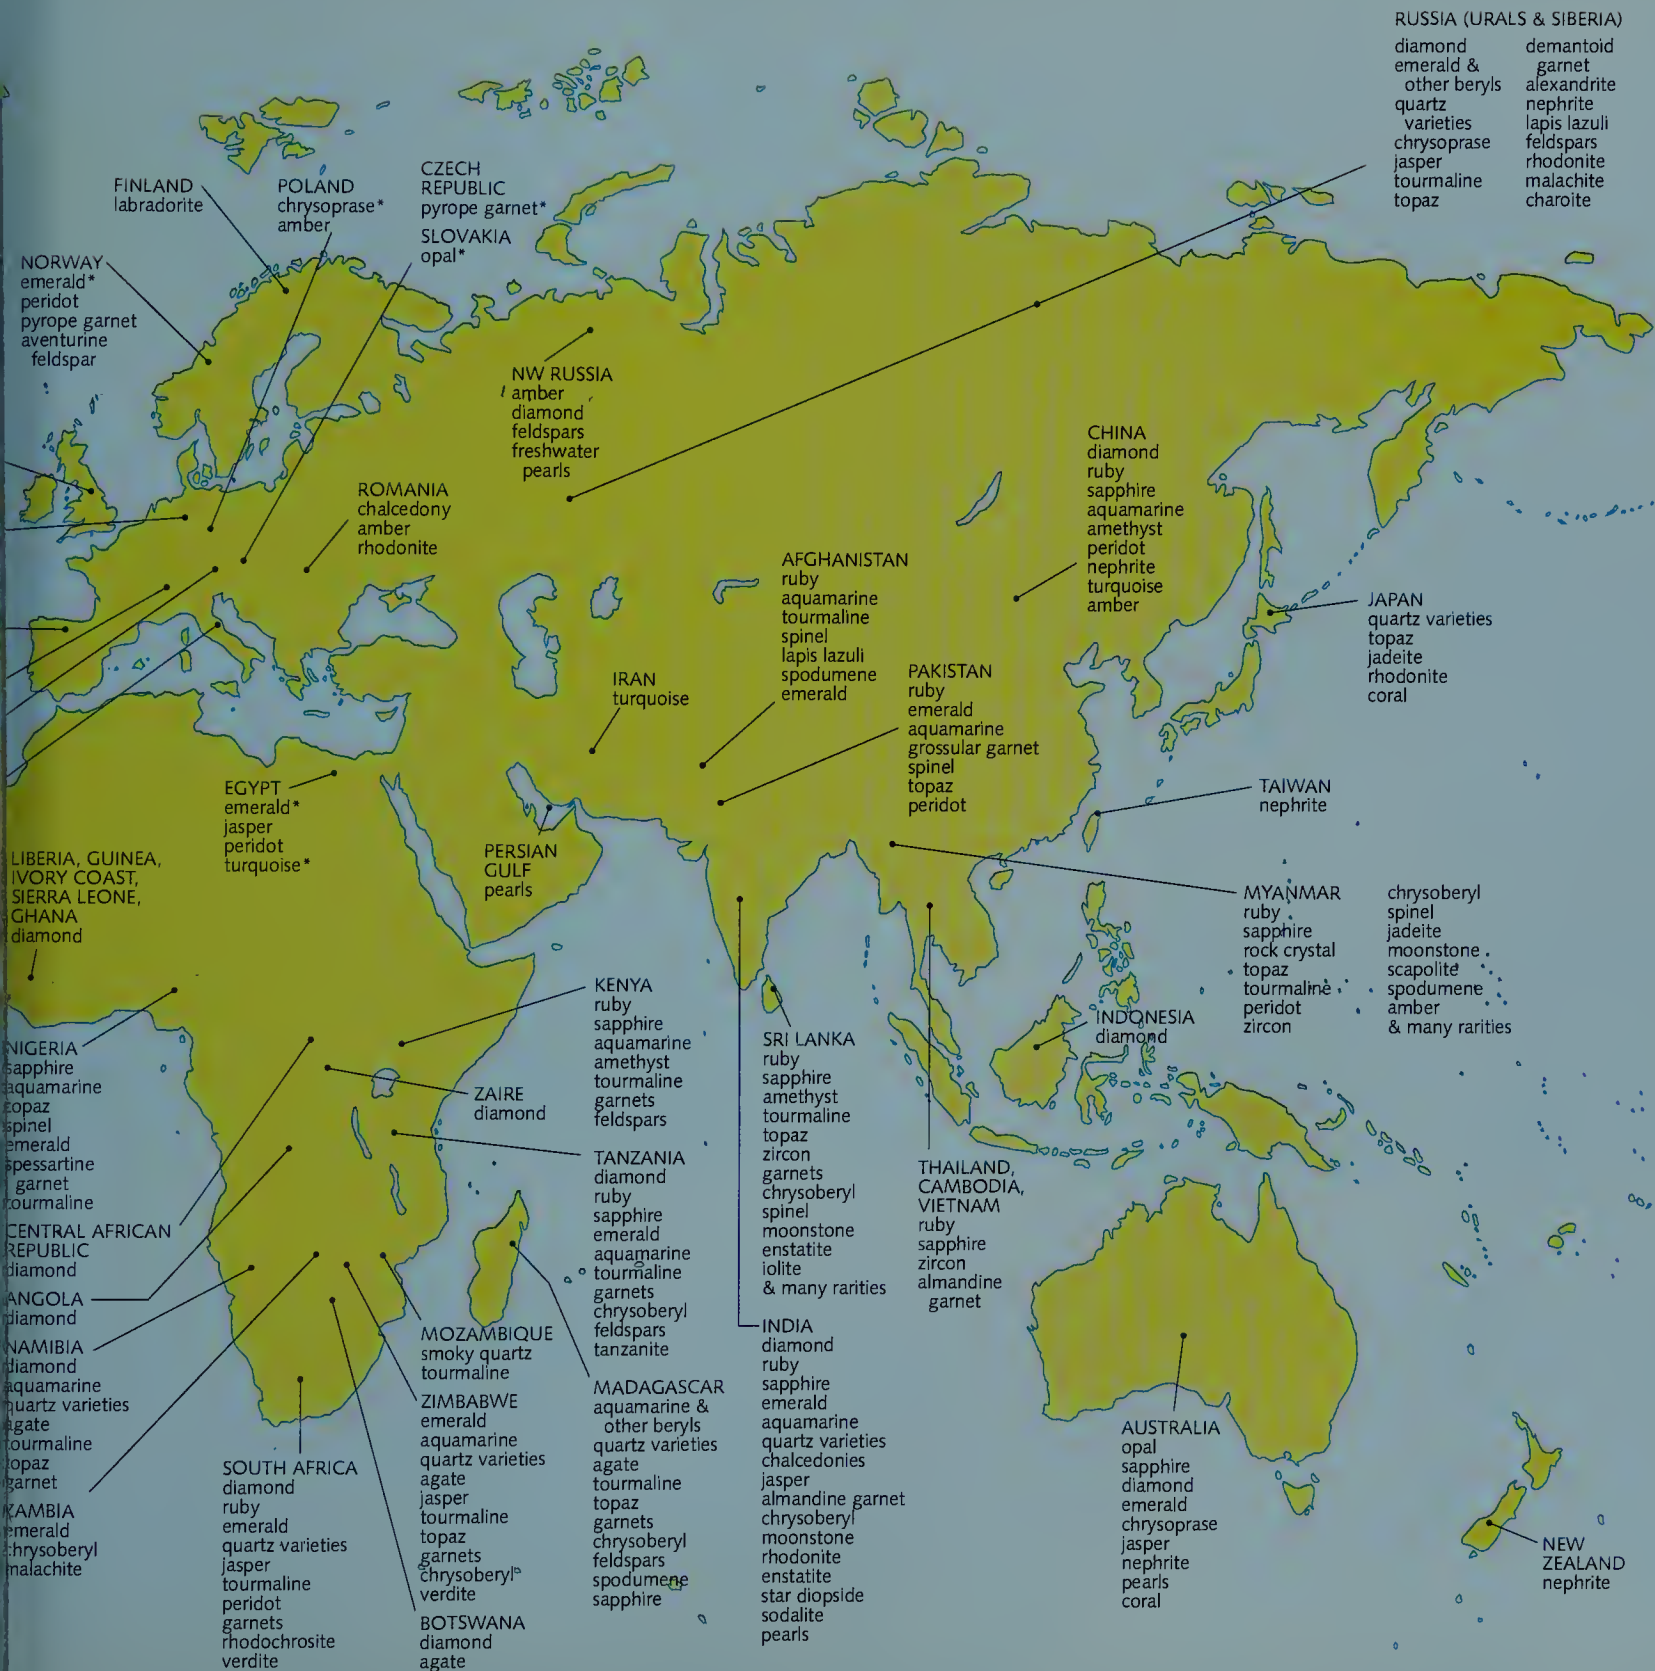 RUSSIA (URALS & SIBERIA)
diamond
emerald &
other beryls
quartz
varieties
chrysoprase
jasper
tourmaline
topaz
demantoid
garnet
alexandrite
nephrite
lapis lazuli
feldspars
rhodonite
malachite
charoite
FINLAND
labradorite
POLAND
chrysoprase*
amber
CZECH
REPUBLIC
pyrope garnet*
SLOVAKIA
opal*
NORWAY
emerald*
peridot
pyrope garnet
aventurine
feldspar
NW RUSSIA
amber
diamond
feldspars
freshwater
pearls
ROMANIA
chalcedony
amber
rhodonite
CHINA
diamond
ruby
sapphire
aquamarine
amethyst
peridot
nephrite
turquoise
amber
AFGHANISTAN
ruby
aquamarine
tourmaline
spinel
lapis lazuli
spodumene
emerald
JAPAN
quartz varieties
topaz
jadeite
rhodonite
coral
IRAN
turquoise
PAKISTAN
ruby
emerald
aquamarine
grossular garnet
spinel
topaz
peridot
EGYPT
emerald*
jasper
peridot
turquoise*
TAIWAN
nephrite
PERSIAN
GULF
pearls
LIBERIA, GUINEA,
IVORY COAST,
SIERRA LEONE,
GHANA
diamond
MYANMAR
ruby
sapphire
rock crystal
topaz
tourmaline
peridot
zircon
chrysoberyl
spinel
jadeite
moonstone
scapolite
spodumene
amber
& many rarities
KENYA
ruby
sapphire
aquamarine
amethyst
tourmaline
garnets
feldspars
INDONESIA
diamond
SRI LANKA
ruby
sapphire
amethyst
tourmaline
topaz
zircon
garnets
chrysoberyl
spinel
moonstone
enstatite
iolite
& many rarities
NIGERIA
sapphire
aquamarine
topaz
spinel
emerald
spessartine
garnet
tourmaline
ZAIRE
diamond
TANZANIA
diamond
ruby
sapphire
emerald
aquamarine
tourmaline
garnets
chrysoberyl
feldspars
tanzanite
THAILAND,
CAMBODIA,
VIETNAM
ruby
sapphire
zircon
almandine
garnet
CENTRAL AFRICAN
REPUBLIC
diamond
ANGOLA
diamond
NAMIBIA
diamond
aquamarine
quartz varieties
agate
tourmaline
topaz
garnet
ZAMBIA
emerald
chrysoberyl
malachite
MOZAMBIQUE
smoky quartz
tourmaline
ZIMBABWE
emerald
aquamarine
quartz varieties
agate
jasper
tourmaline
topaz
garnets
chrysoberyl
verdite
BOTSWANA
diamond
agate
SOUTH AFRICA
diamond
ruby
emerald
quartz varieties
jasper
tourmaline
peridot
garnets
rhodochrosite
verdite
MADAGASCAR
aquamarine &
other beryls
quartz varieties
agate
tourmaline
topaz
garnets
chrysoberyl
feldspars
spodumene
sapphire
INDIA
diamond
ruby
sapphire
emerald
aquamarine
quartz varieties
chalcedonies
jasper
almandine garnet
chrysoberyl
moonstone
rhodonite
enstatite
star diopside
sodalite
pearls
AUSTRALIA
opal
sapphire
diamond
emerald
chrysoprase
jasper
nephrite
pearls
coral
NEW
ZEALAND
nephrite